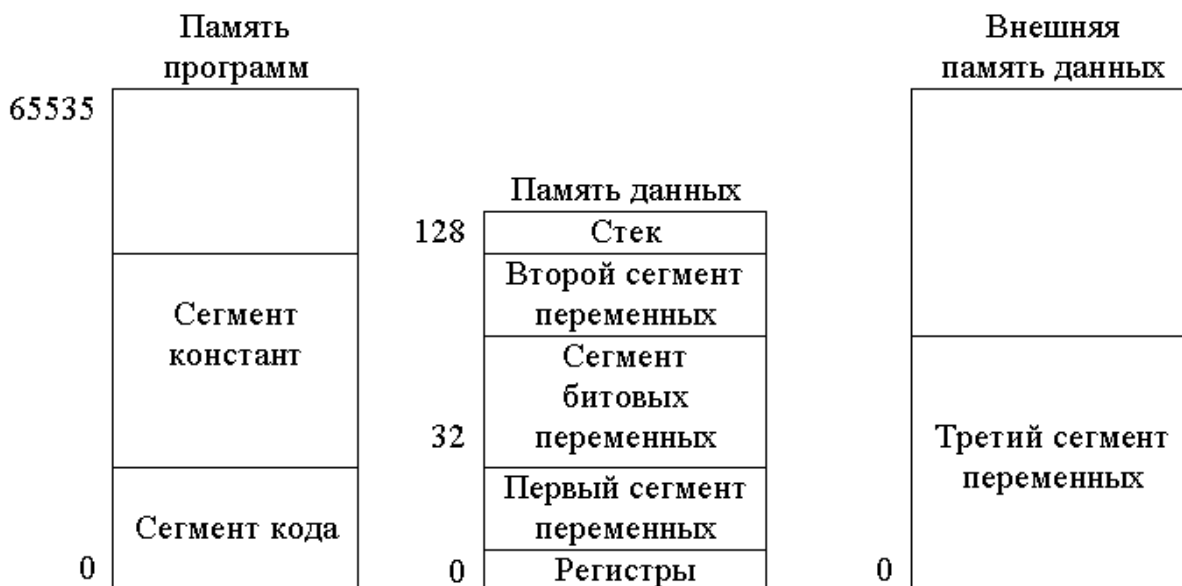 Память
программ
65535
Сегмент
констант
Сегмент кода
0
Память данных
128
Стек
Второй сегмент
переменных
Сегмент
битовых
переменных
32
Первый сегмент
переменных
Регистры
0
Внешняя
память данных
Третий сегмент
переменных
0